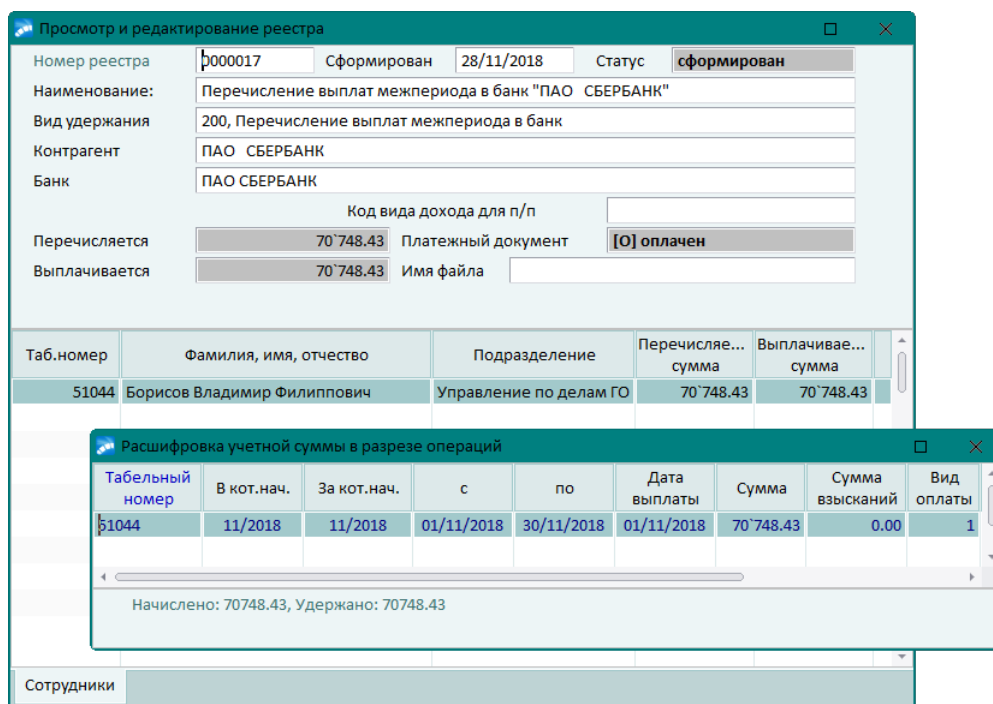 Просмотр и редактирование реестра
Номер реестра 0000017 Сформирован 28/11/2018 Статус сформирован
Наименование: Перечисление выплат межпериода в банк "ПАО СБЕРБАНК"
Вид удержания 200, Перечисление выплат межпериода в банк
Контрагент ПАО СБЕРБАНК
Банк ПАО СБЕРБАНК
Код вида дохода для п/п
Перечисляется 70`748.43 Платежный документ [О] оплачен
Выплачивается 70`748.43 Имя файла
Таб.номер Фамилия, имя, отчество Подразделение Перечисляе... сумма Выплачивае... сумма
51044 Борисов Владимир Филиппович Управление по делам ГО 70`748.43 70`748.43
Расшифровка учетной суммы в разрезе операций
Табельный номер В кот.нач. За кот.нач. с по Дата выплаты Сумма Сумма взысканий Вид оплаты
51044 11/2018 11/2018 01/11/2018 30/11/2018 01/11/2018 70`748.43 0.00 1
Начислено: 70748.43, Удержано: 70748.43
Сотрудники